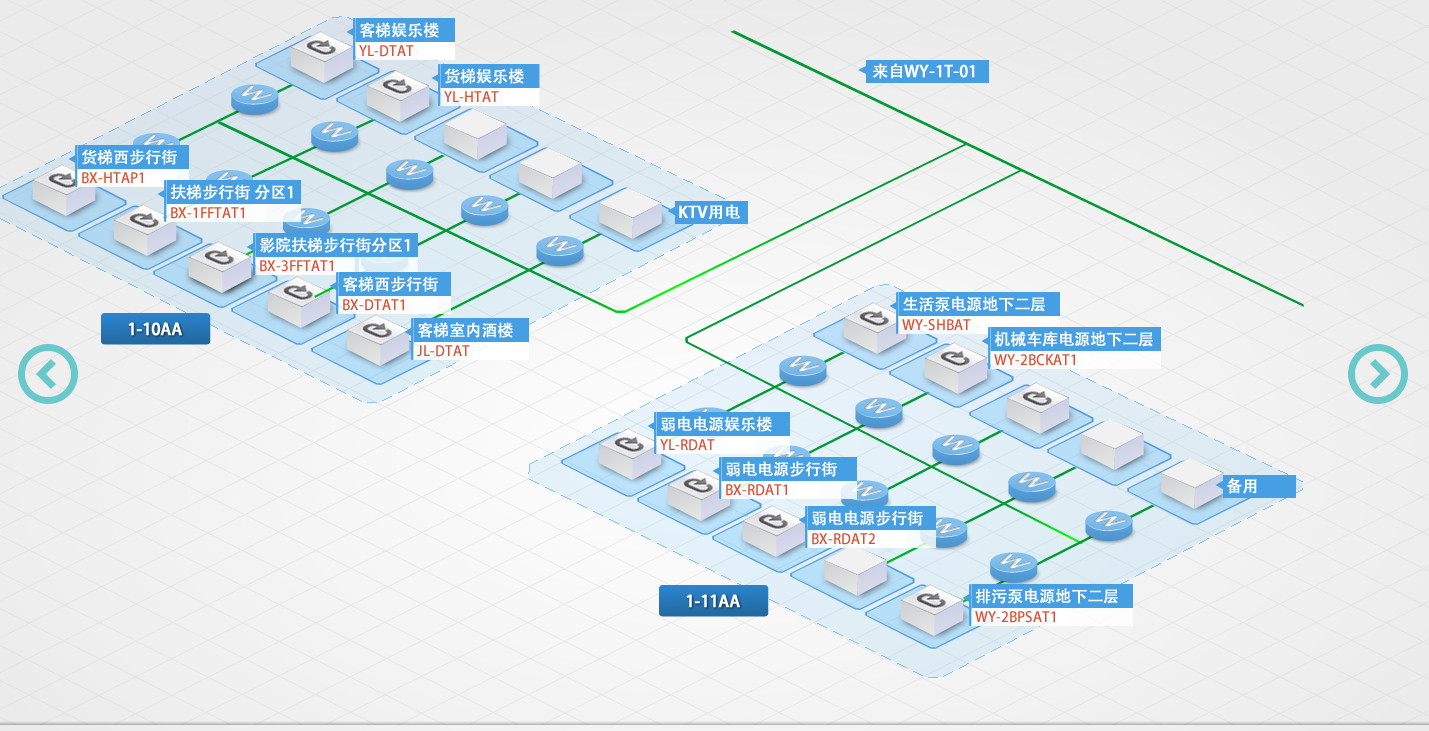 客梯娱乐楼
YL-DTAT
货梯娱乐楼
YL-HTAT
KTV用电
货梯西步行街
BX-HTAP1
扶梯步行街 分区1
BX-1FFTAT1
影院扶梯步行街分区1
BX-3FFTAT1
客梯西步行街
BX-DTAT1
客梯室内酒楼
JL-DTAT
1-10AA
来自WY-1T-01
生活泵电源地下二层
WY-SHBAT
机械车库电源地下二层
WY-2BCKAT1
备用
弱电电源娱乐楼
YL-RDAT
弱电电源步行街
BX-RDAT1
弱电电源步行街
BX-RDAT2
排污泵电源地下二层
WY-2BPSAT1
1-11AA